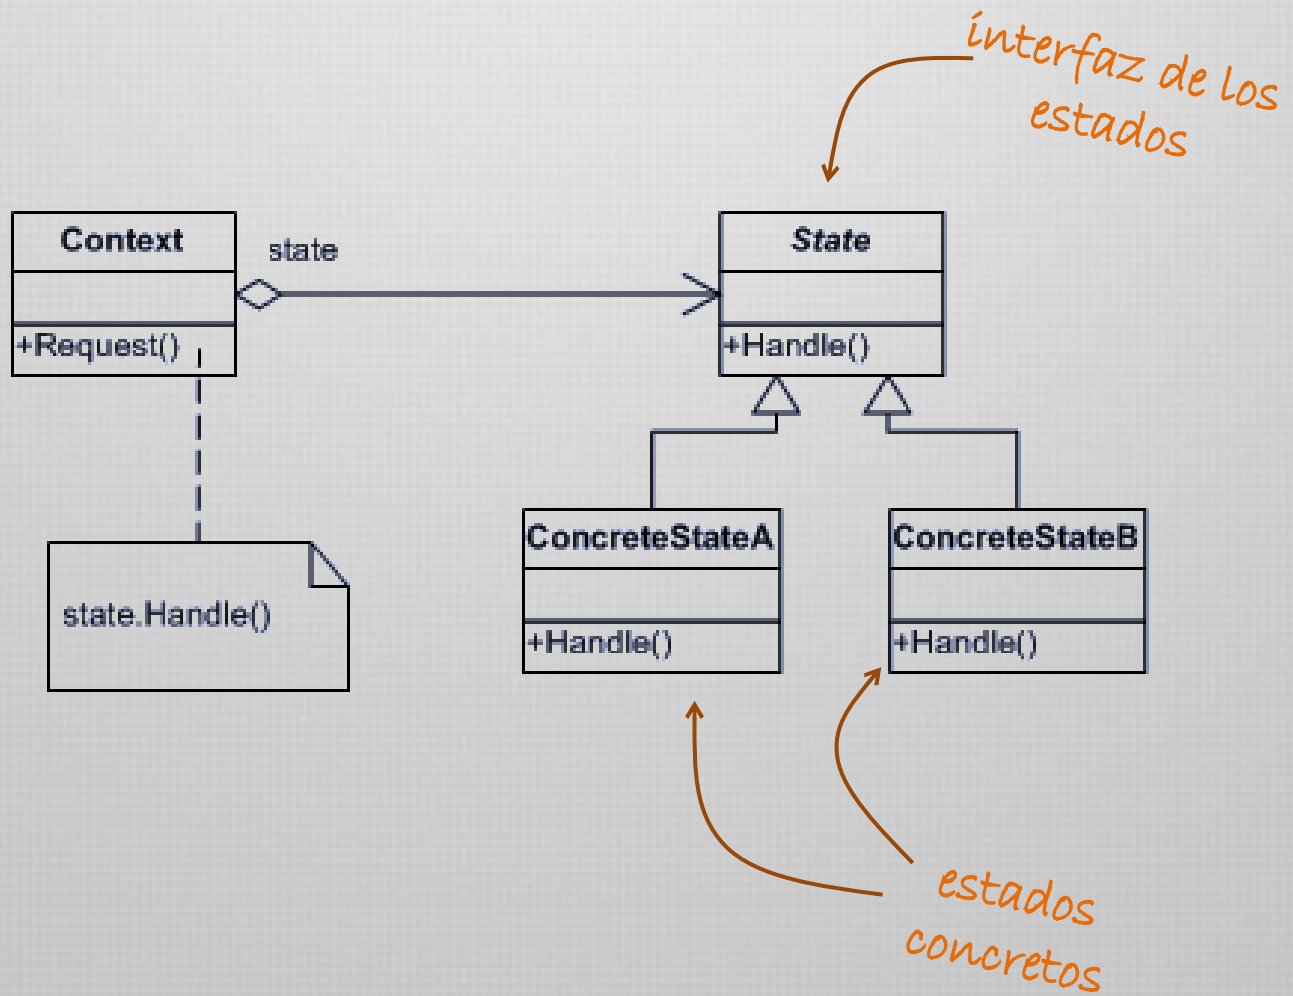 interfaz de los
estados
Context
state
State
+Request()
+Handle()
ConcreteStateA
ConcreteStateB
state.Handle()
+Handle()
+Handle()
estados
concretos